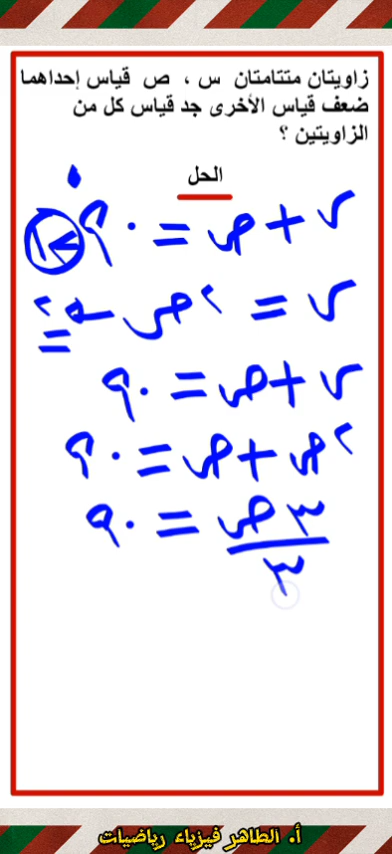 زاويتان متتامتان س ، ص قياس إحداهما
ضعف قياس الأخرى جد قياس كل من
الزاويتين ؟
الحل
س + ص = ٩٠
س = ٢ص
س + ص = ٩٠
٢ص + ص = ٩٠
٣ص = ٩٠
٣
أ. الطاهر فيزياء رياضيات